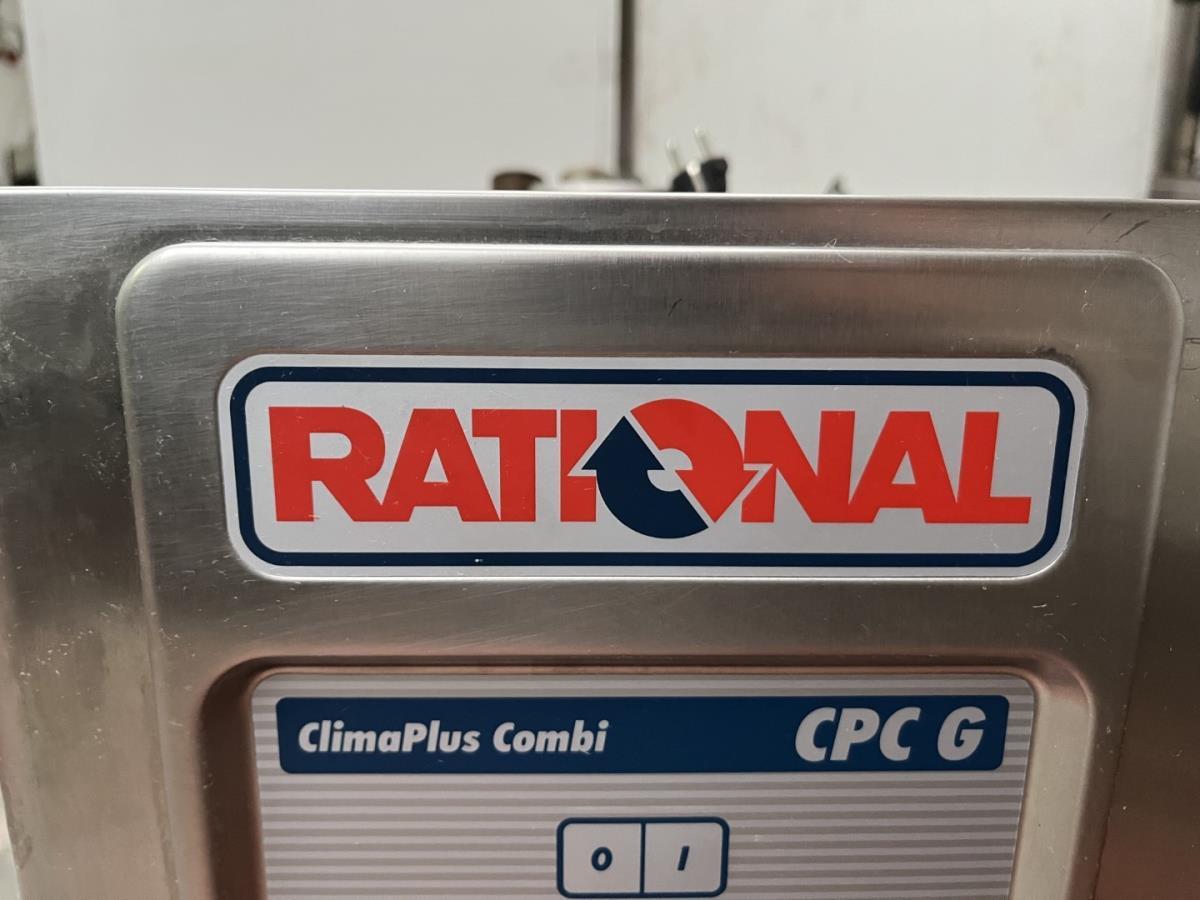 RATIONAL
ClimaPlus Combi CPC G
0 I